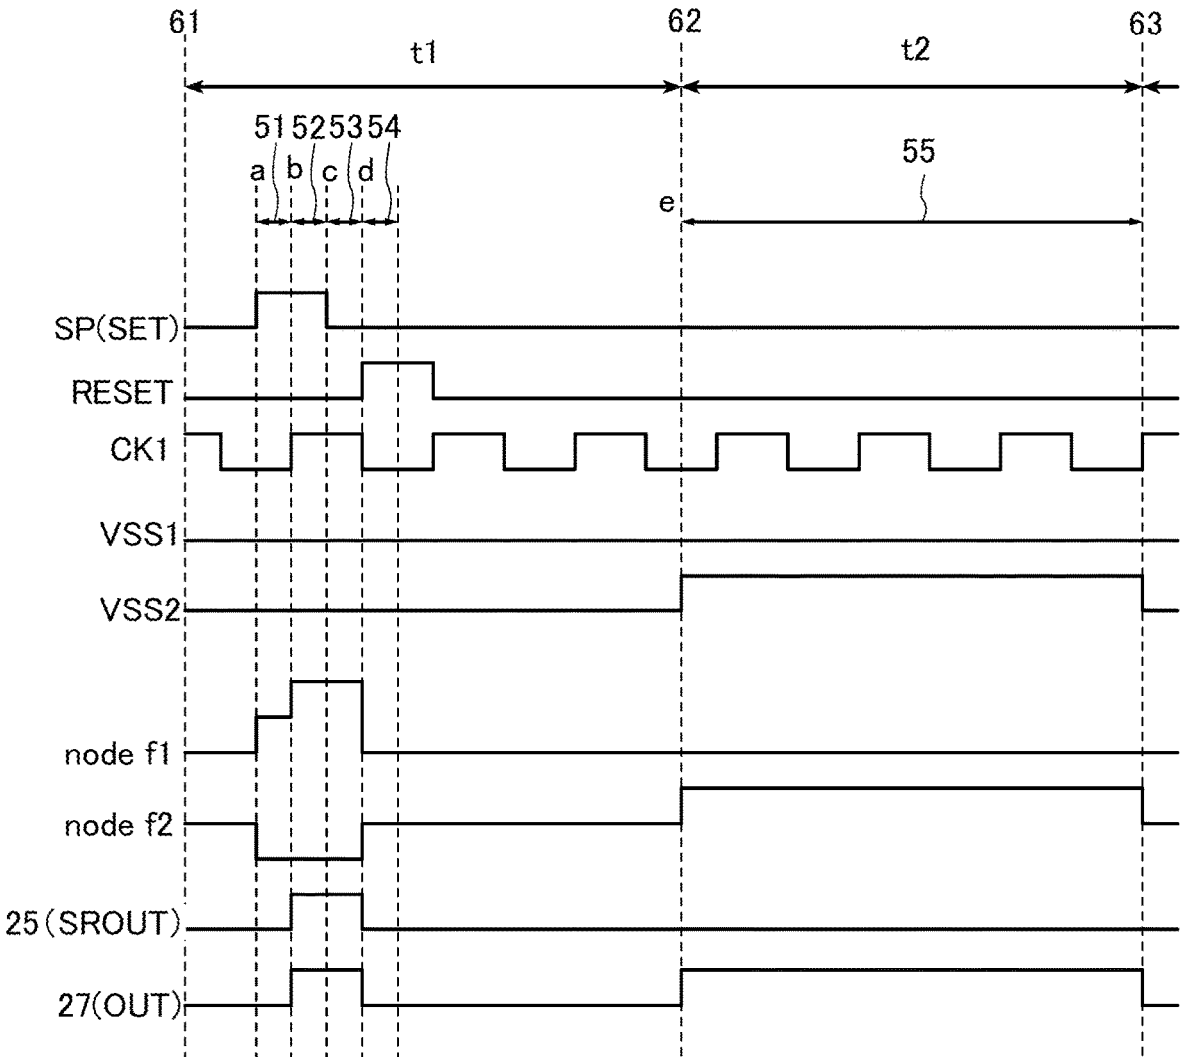 61 62 63
t1 t2
51 52 53 54
55
a b c d
e
SP(SET)
RESET
CK1
VSS1
VSS2
node f1
node f2
25(SROUT)
27(OUT)